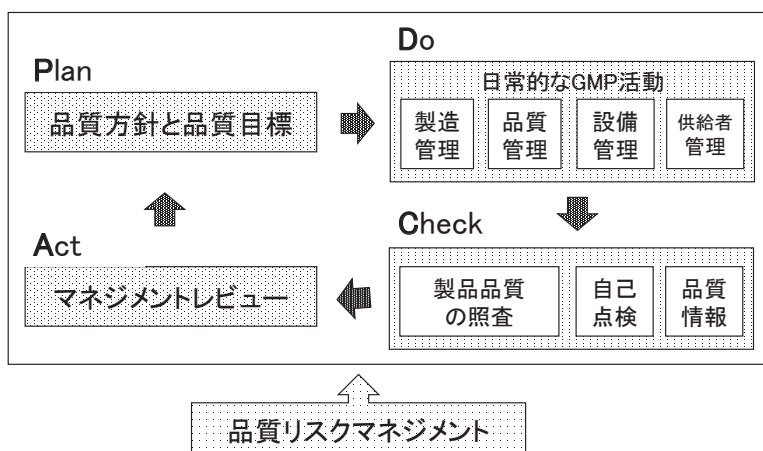 Plan
品質方針と品質目標
Do
日常的なGMP活動
製造
管理
品質
管理
設備
管理
供給者
管理
Check
製品品質
の照査
自己
点検
品質
情報
Act
マネジメントレビュー
品質リスクマネジメント